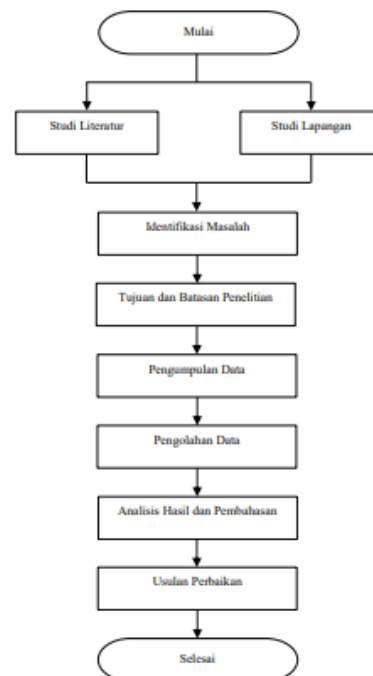 Mulai
Studi Literatur
Studi Lapangan
Identifikasi Masalah
Tujuan dan Batasan Penelitian
Pengumpulan Data
Pengolahan Data
Analisis Hasil dan Pembahasan
Usulan Perbaikan
Selesai